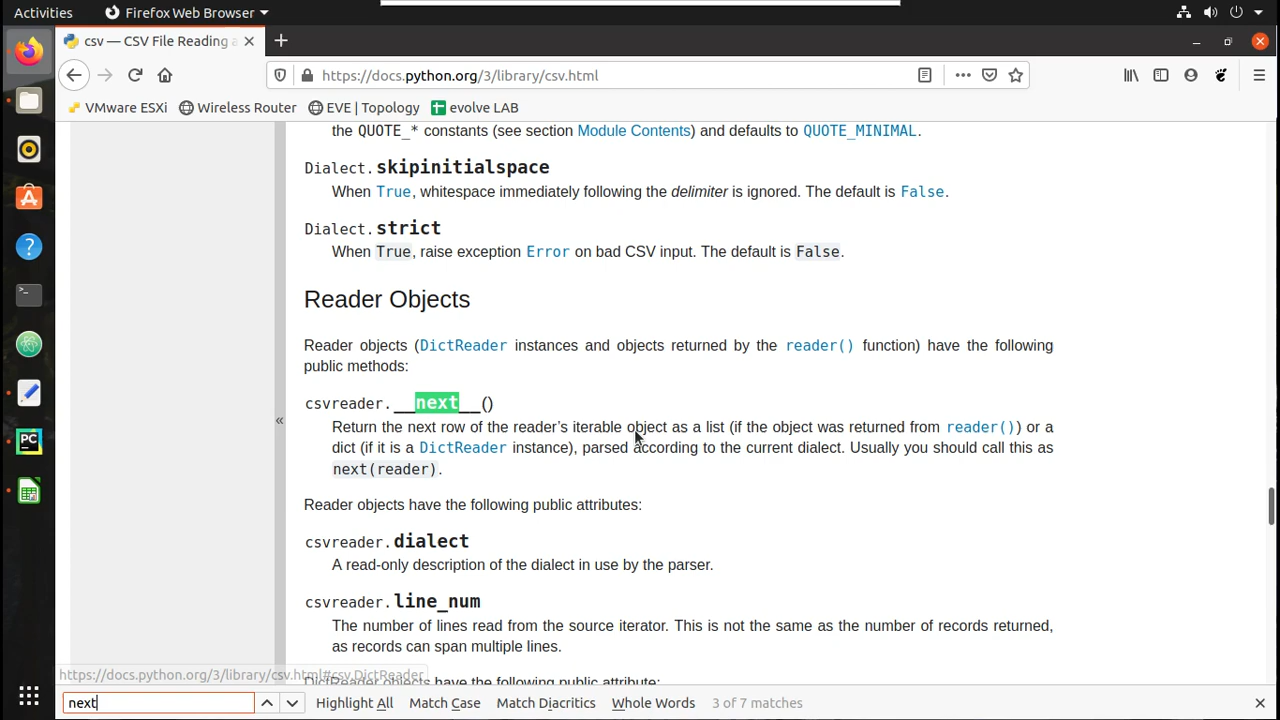 Activities
Firefox Web Browser
csv — CSV File Reading a
https://docs.python.org/3/library/csv.html
VMware ESXi
Wireless Router
EVE | Topology
evolve LAB
the QUOTE_* constants (see section Module Contents) and defaults to QUOTE_MINIMAL.
Dialect.skipinitialspace
When True, whitespace immediately following the delimiter is ignored. The default is False.
Dialect.strict
When True, raise exception Error on bad CSV input. The default is False.
Reader Objects
Reader objects (DictReader instances and objects returned by the reader() function) have the following
public methods:
csvreader.__next__()
Return the next row of the reader's iterable object as a list (if the object was returned from reader()) or a
dict (if it is a DictReader instance), parsed according to the current dialect. Usually you should call this as
next(reader).
Reader objects have the following public attributes:
csvreader.dialect
A read-only description of the dialect in use by the parser.
csvreader.line_num
The number of lines read from the source iterator. This is not the same as the number of records returned,
as records can span multiple lines.
https://docs.python.org/3/library/csv.html#csv.DictReader
DictReader objects have the following public attribute:
next
Highlight All
Match Case
Match Diacritics
Whole Words
3 of 7 matches